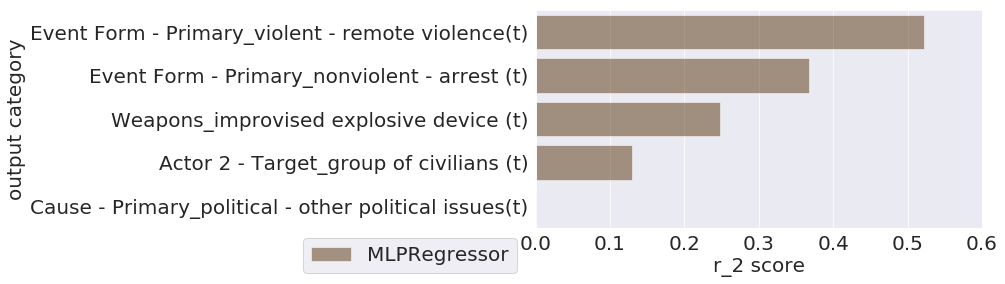 output category
Event Form - Primary_violent - remote violence(t)
Event Form - Primary_nonviolent - arrest (t)
Weapons_improvised explosive device (t)
Actor 2 - Target_group of civilians (t)
Cause - Primary_political - other political issues(t)
0.0 0.1 0.2 0.3 0.4 0.5 0.6
r_2 score
MLPRegressor